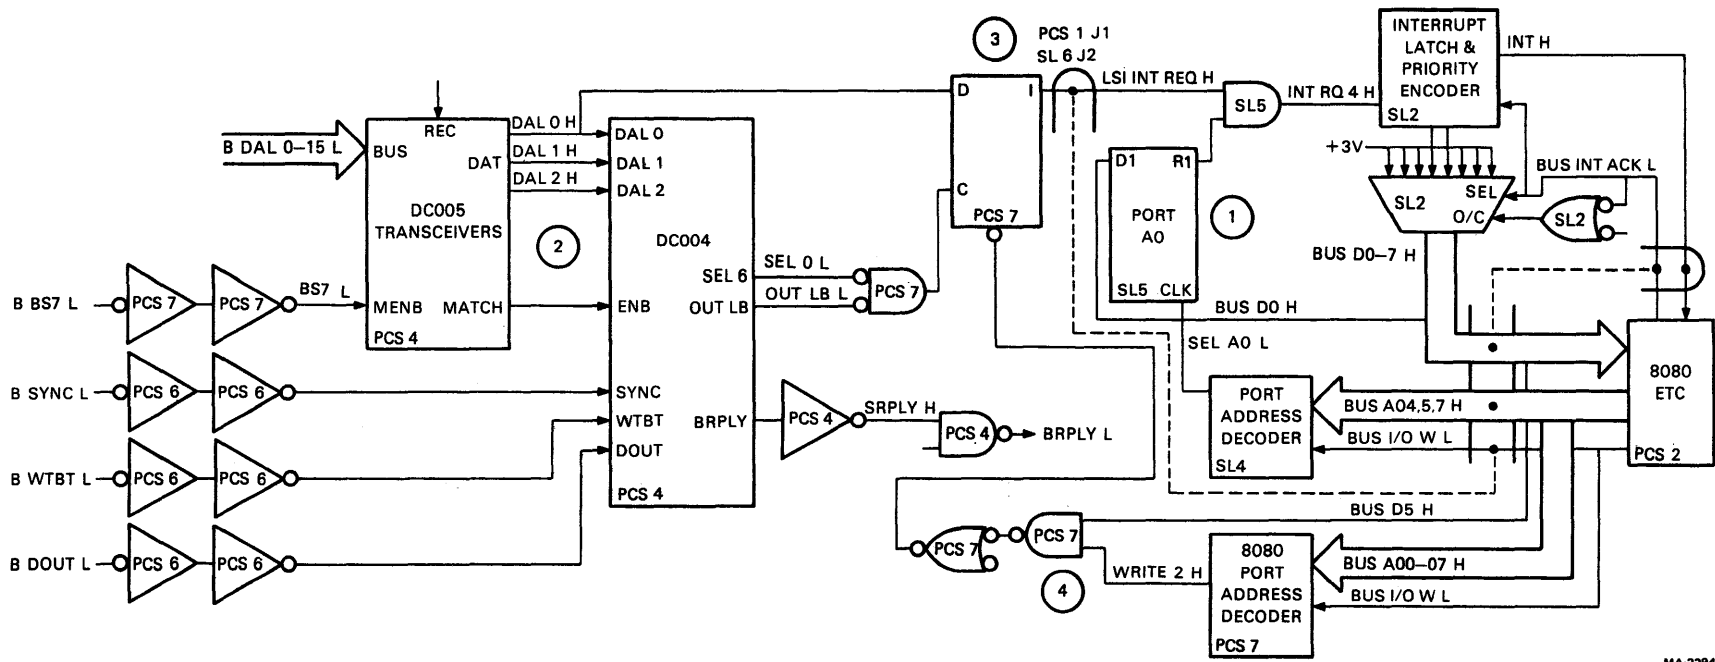 3
PCS 1 J1
SL 6 J2
INTERRUPT
LATCH &
PRIORITY
ENCODER
SL2
INT H
D
I
C
PCS 7
LSI INT REQ H
SL5
INT RQ 4 H
+3V
BUS INT ACK L
SEL
SL2
O/C
SL2
BUS D0–7 H
B DAL 0–15 L
REC
BUS
DAT
DC005
TRANSCEIVERS
MENB
MATCH
PCS 4
DAL 0 H
DAL 1 H
DAL 2 H
2
DAL 0
DAL 1
DAL 2
DC004
SEL 6
ENB
OUT LB
SYNC
WTBT
BRPLY
DOUT
PCS 4
SEL 0 L
OUT LB L
PCS 7
D1
R1
PORT
A0
SL5
CLK
1
BUS D0 H
SEL A0 L
B BS7 L
PCS 7
PCS 7
BS7 L
B SYNC L
PCS 6
PCS 6
B WTBT L
PCS 6
PCS 6
B DOUT L
PCS 6
PCS 6
PCS 4
SRPLY H
PCS 4
BRPLY L
PORT
ADDRESS
DECODER
SL4
BUS A04,5,7 H
BUS I/O W L
8080
ETC
PCS 2
BUS D5 H
PCS 7
PCS 7
4
WRITE 2 H
8080
PORT
ADDRESS
DECODER
PCS 7
BUS A00–07 H
BUS I/O W L